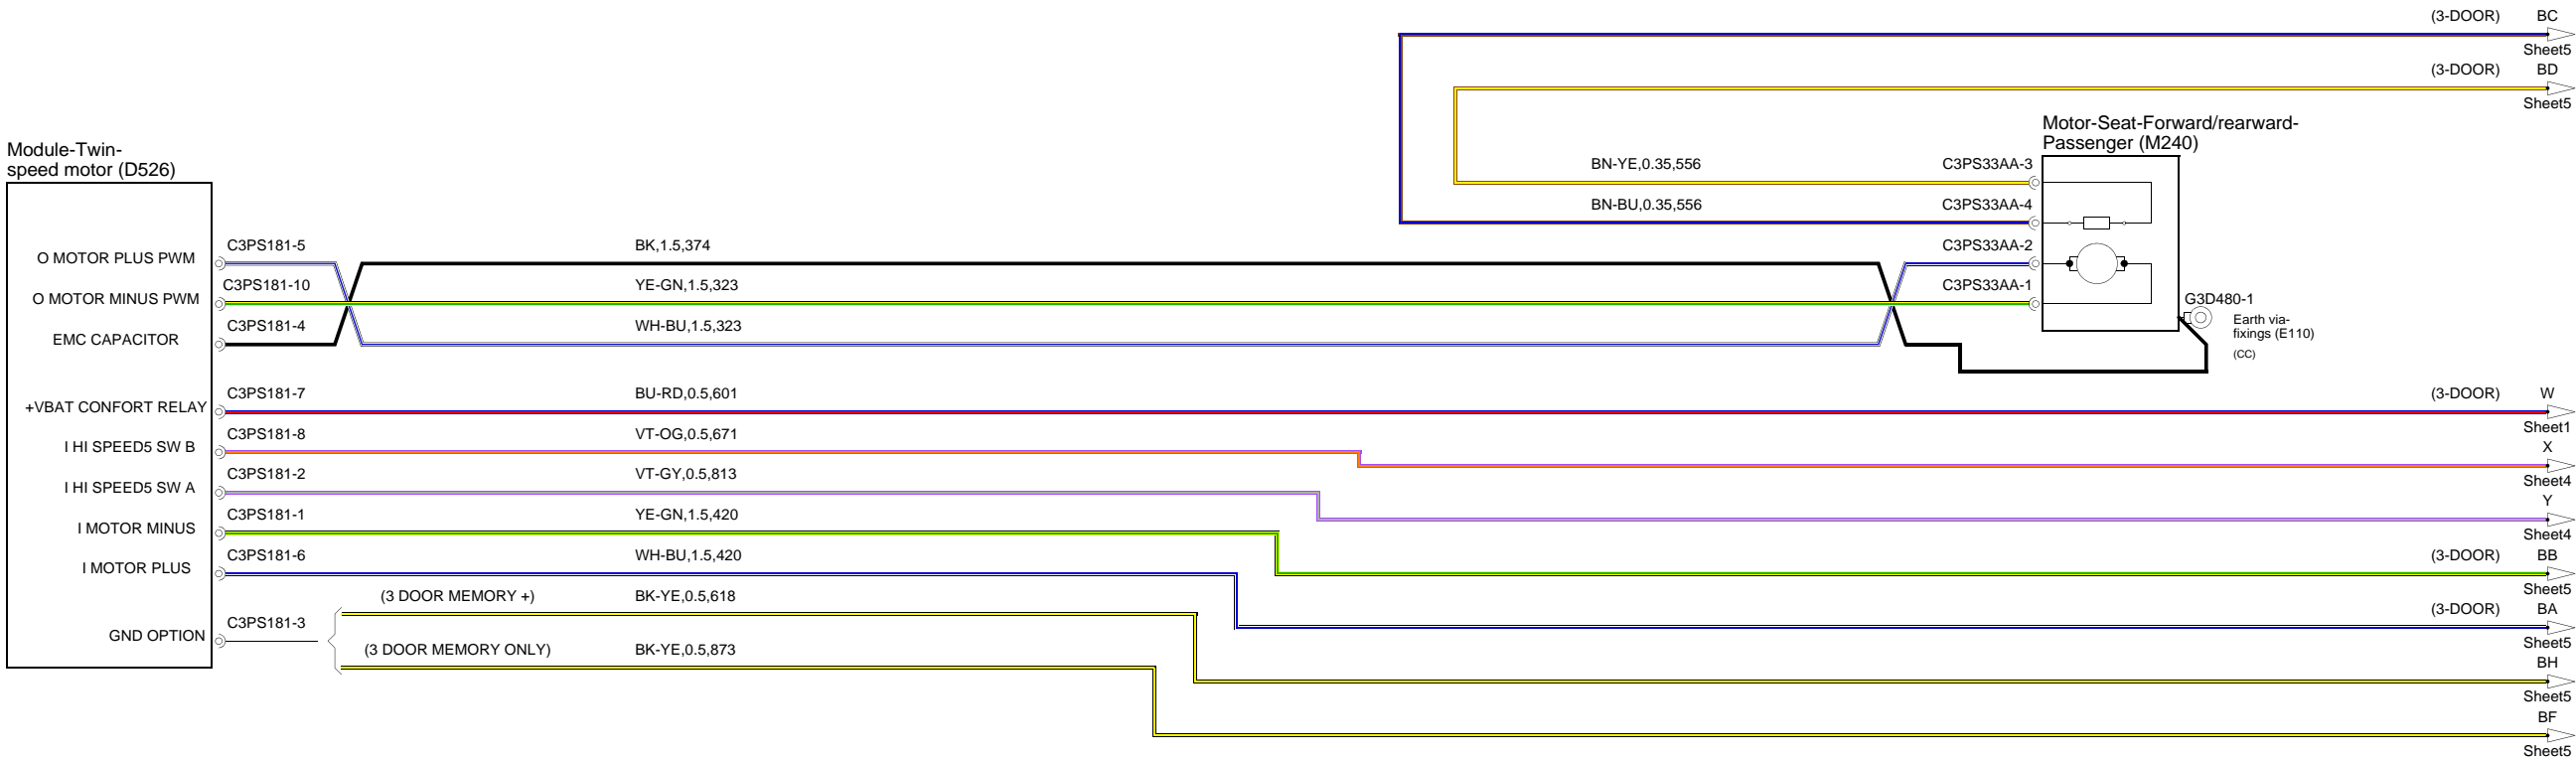 (3-DOOR) BC
Sheet5
(3-DOOR) BD
Sheet5
Motor-Seat-Forward/rearward-
Passenger (M240)
Module-Twin-
speed motor (D526)
BN-YE,0.35,556 C3PS33AA-3
BN-BU,0.35,556 C3PS33AA-4
O MOTOR PLUS PWM C3PS181-5 BK,1.5,374 C3PS33AA-2
O MOTOR MINUS PWM C3PS181-10 YE-GN,1.5,323 C3PS33AA-1
G3D480-1
Earth via-
fixings (E110)
(CC)
EMC CAPACITOR C3PS181-4 WH-BU,1.5,323
+VBAT CONFORT RELAY C3PS181-7 BU-RD,0.5,601 (3-DOOR) W
Sheet1
I HI SPEED5 SW B C3PS181-8 VT-OG,0.5,671 X
Sheet4
I HI SPEED5 SW A C3PS181-2 VT-GY,0.5,813 Y
Sheet4
I MOTOR MINUS C3PS181-1 YE-GN,1.5,420 (3-DOOR) BB
Sheet5
I MOTOR PLUS C3PS181-6 WH-BU,1.5,420 (3-DOOR) BA
Sheet5
(3 DOOR MEMORY +) BK-YE,0.5,618 BH
Sheet5
GND OPTION C3PS181-3
(3 DOOR MEMORY ONLY) BK-YE,0.5,873 BF
Sheet5